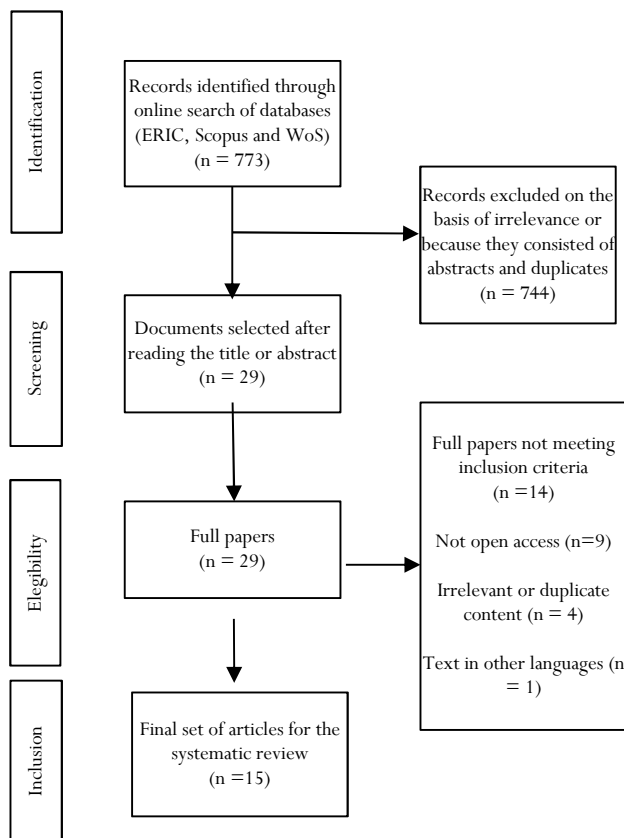 Identification
Records identified through
online search of databases
(ERIC, Scopus and WoS)
(n = 773)
Records excluded on the
basis of irrelevance or
because they consisted of
abstracts and duplicates
(n = 744)
Screening
Documents selected after
reading the title or abstract
(n = 29)
Elegibility
Full papers
(n = 29)
Full papers not meeting
inclusion criteria
(n =14)
Not open access (n=9)
Irrelevant or duplicate
content (n = 4)
Text in other languages (n
= 1)
Inclusion
Final set of articles for the
systematic review
(n =15)